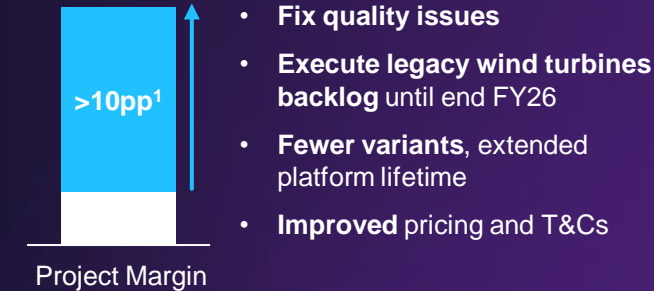 >10pp¹
Project Margin
• Fix quality issues
• Execute legacy wind turbines
backlog until end FY26
• Fewer variants, extended
platform lifetime
• Improved pricing and T&Cs